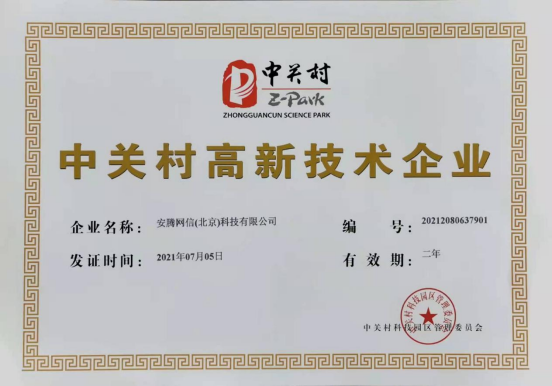 中关村
Z-Park
ZHONGGUANCUN SCIENCE PARK
中关村高新技术企业
企业名称： 安腾网信(北京)科技有限公司 编 号： 20212080637901
发证时间： 2021年07月05日 有 效 期： 二年
中关村科技园区管理委员会